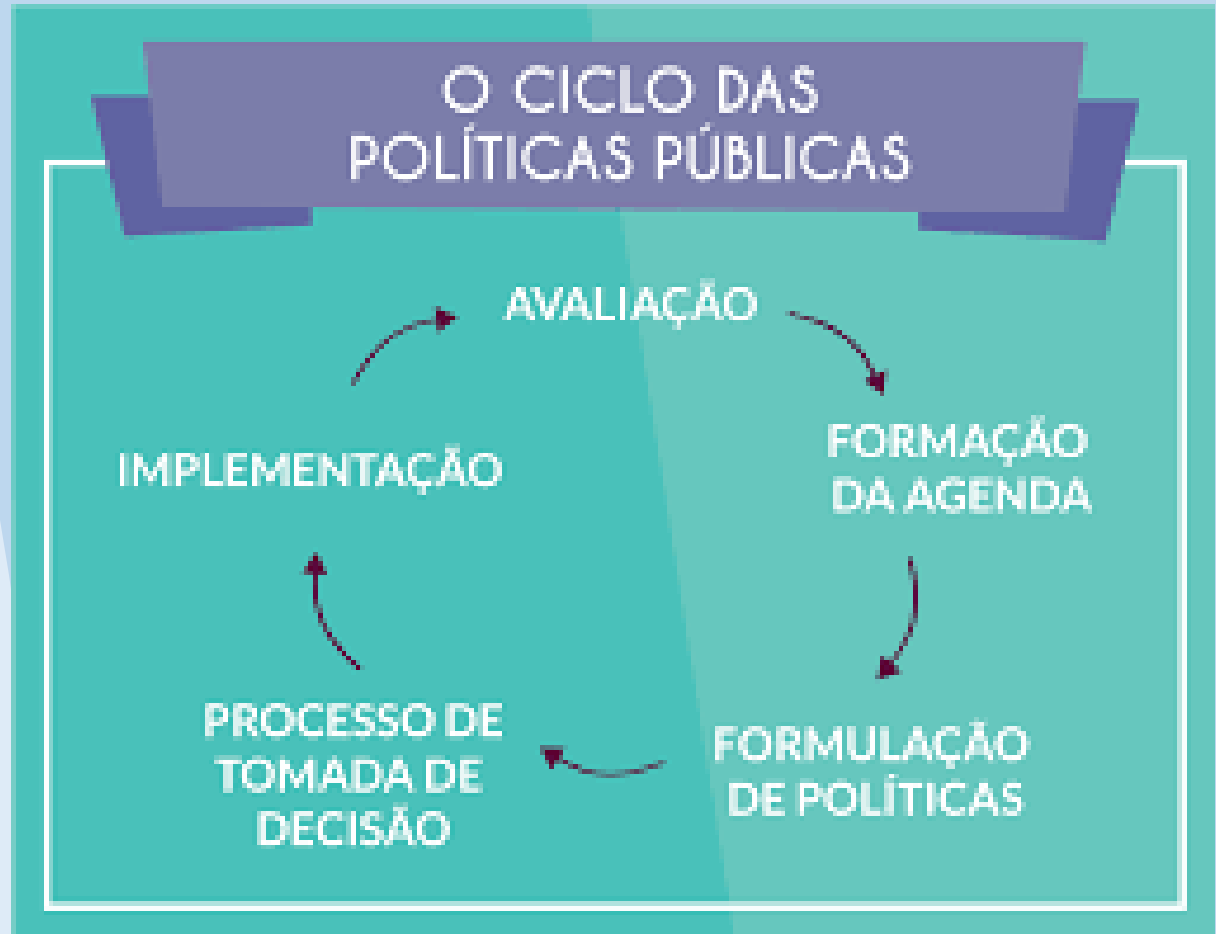 O CICLO DAS
POLÍTICAS PÚBLICAS
AVALIAÇÃO
FORMAÇÃO
DA AGENDA
FORMULAÇÃO
DE POLÍTICAS
PROCESSO DE
TOMADA DE
DECISÃO
IMPLEMENTAÇÃO